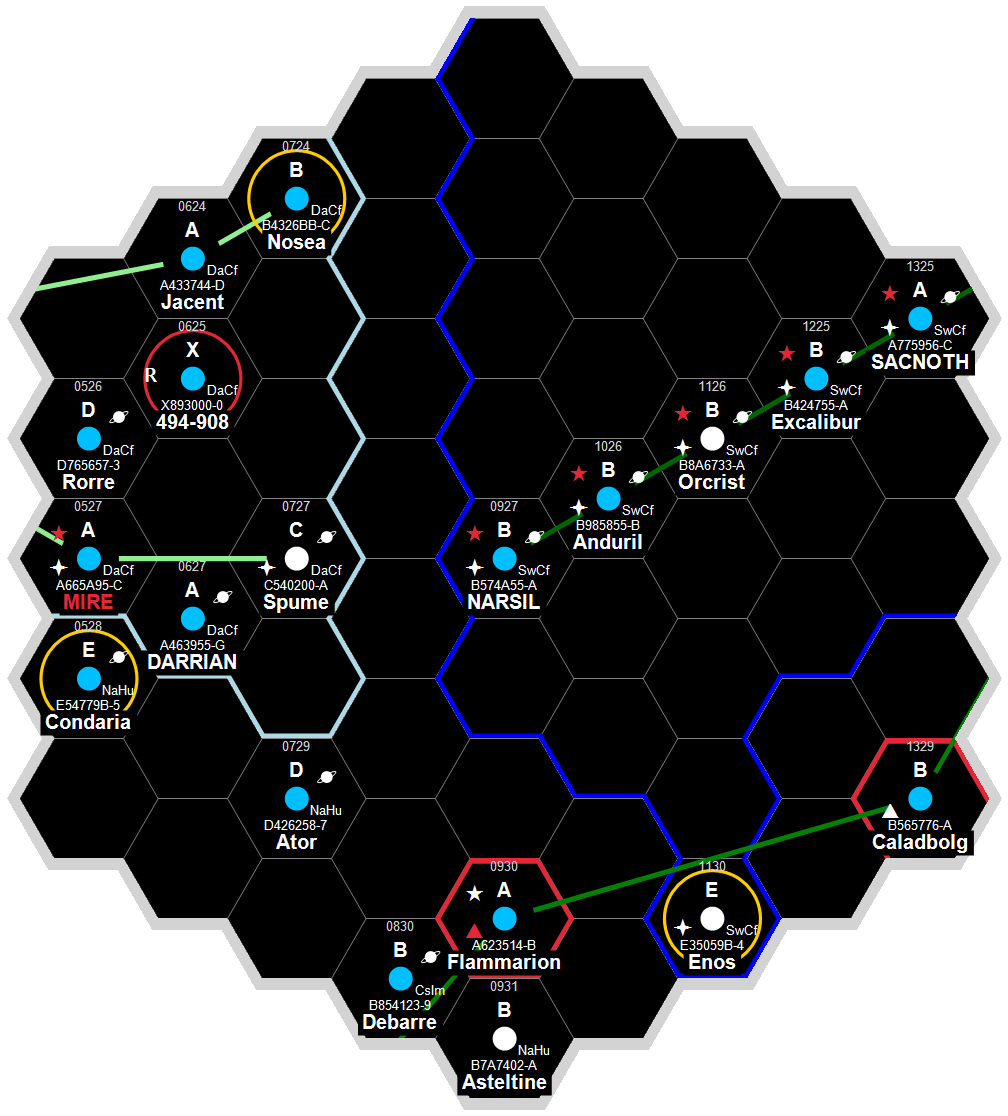 0724
B
DaCf
B4326BB-C
Nosea
0624
A
DaCf
A433744-D
Jacent
1325
A
SwCf
A775956-C
SACNOTH
0625
X
R
DaCf
X893000-0
494-908
1225
B
SwCf
B424755-A
Excalibur
0526
D
DaCf
D765657-3
Rorre
1126
B
SwCf
B8A6733-A
Orcrist
1026
B
SwCf
B985855-B
Anduril
0527
A
DaCf
A665A95-C
MIRE
0727
C
DaCf
C540200-A
Spume
0927
B
SwCf
B574A55-A
NARSIL
0627
A
DaCf
A463955-G
DARRIAN
0528
E
NaHu
E54779B-5
Condaria
0729
D
NaHu
D426258-7
Ator
1329
B
B565776-A
Caladbolg
0930
A
A623514-B
Flammarion
1130
E
SwCf
E35059B-4
Enos
0830
B
CsIm
B854123-9
Debarre
0931
B
NaHu
B7A7402-A
Asteltine